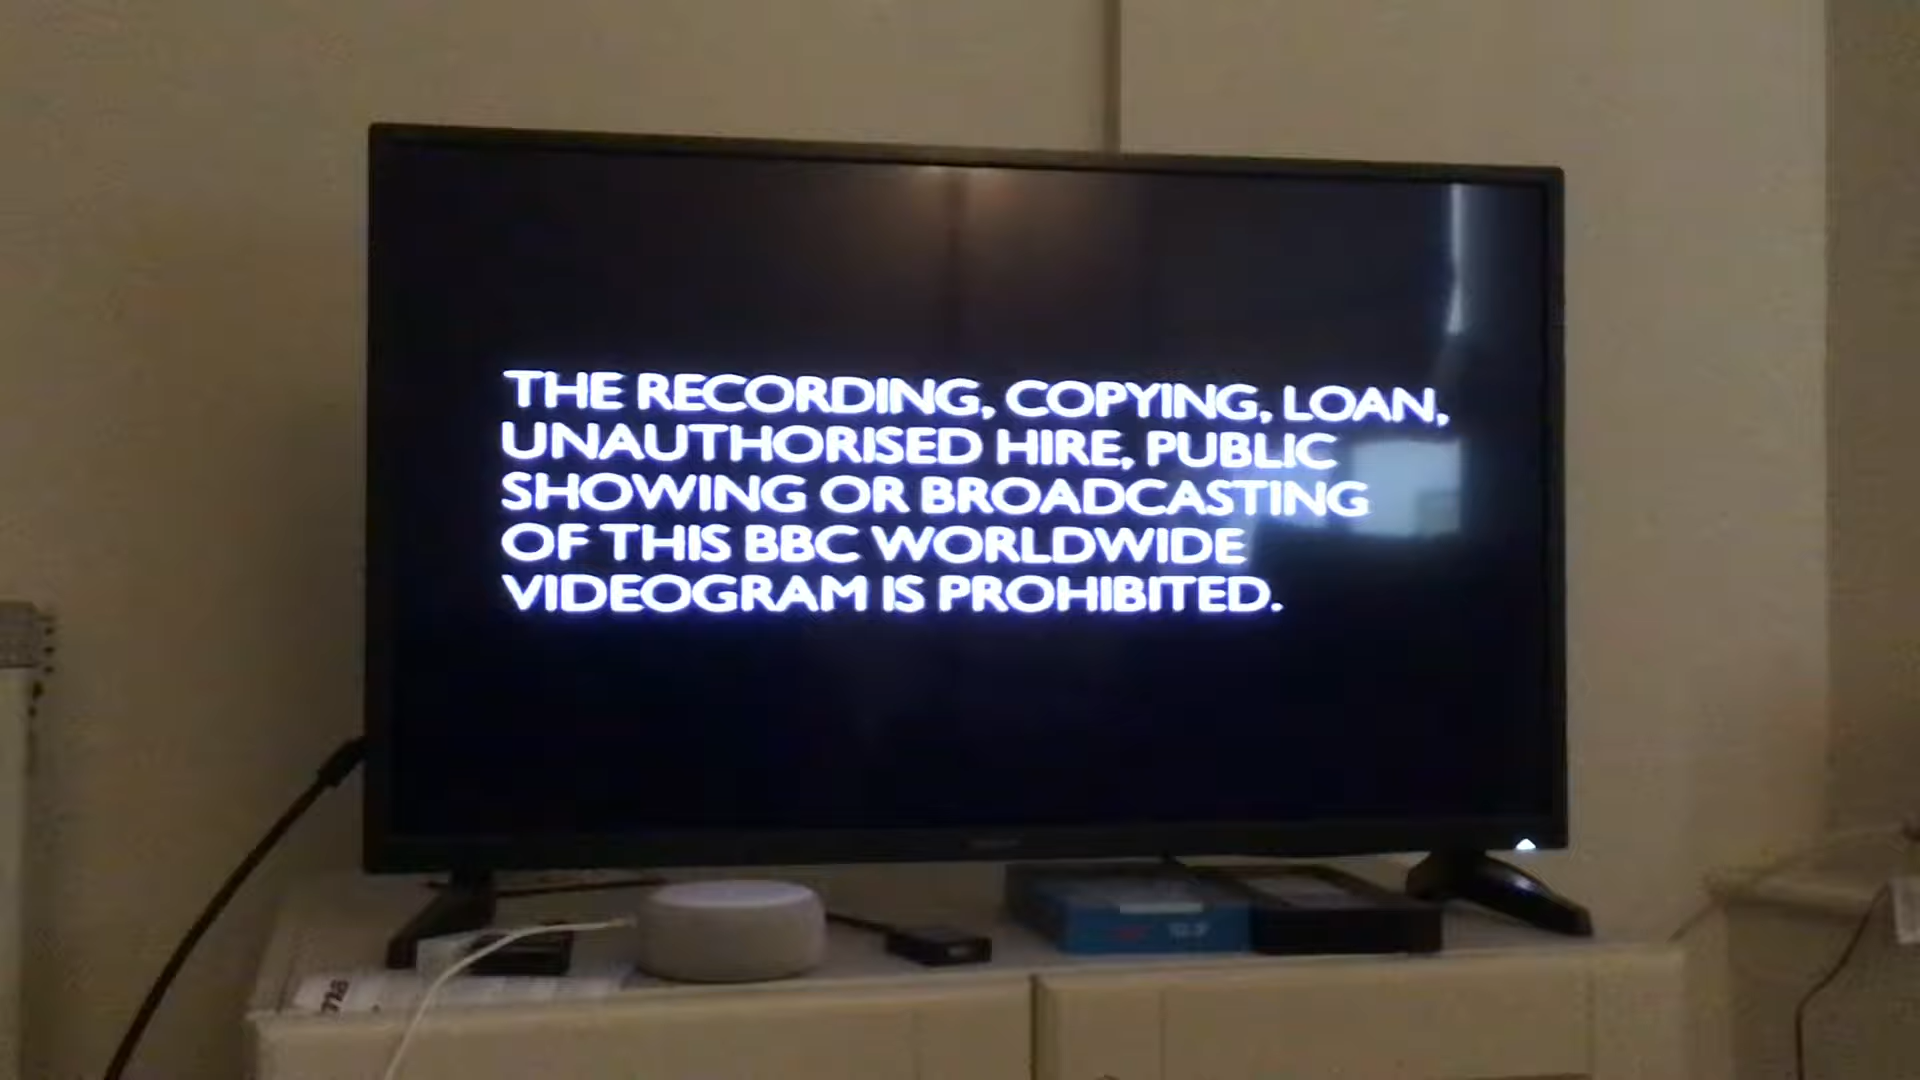 THE RECORDING, COPYING, LOAN,
UNAUTHORISED HIRE, PUBLIC
SHOWING OR BROADCASTING
OF THIS BBC WORLDWIDE
VIDEOGRAM IS PROHIBITED.